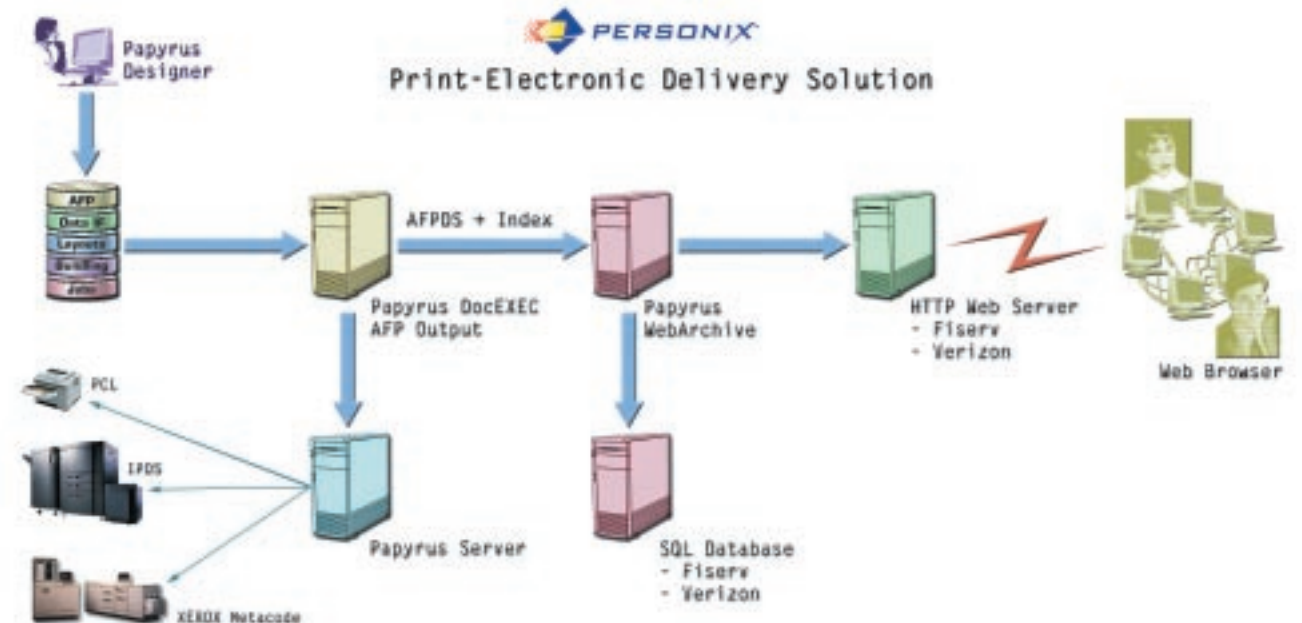 PERSONIX
Print-Electronic Delivery Solution
Papyrus
Designer
AFP
Data IF
Layouts
Building
Jobs
AFPDS + Index
Papyrus DocEXEC
AFP Output
Papyrus
WebArchive
HTTP Web Server
- Fiserv
- Verizon
Web Browser
PCL
IPDS
XEROX Metacode
Papyrus Server
SQL Database
- Fiserv
- Verizon